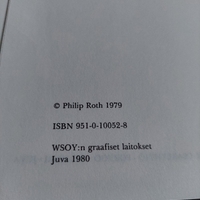 © Philip Roth 1979
ISBN 951-0-10052-8
WSOY:n graafiset laitokset
Juva 1980